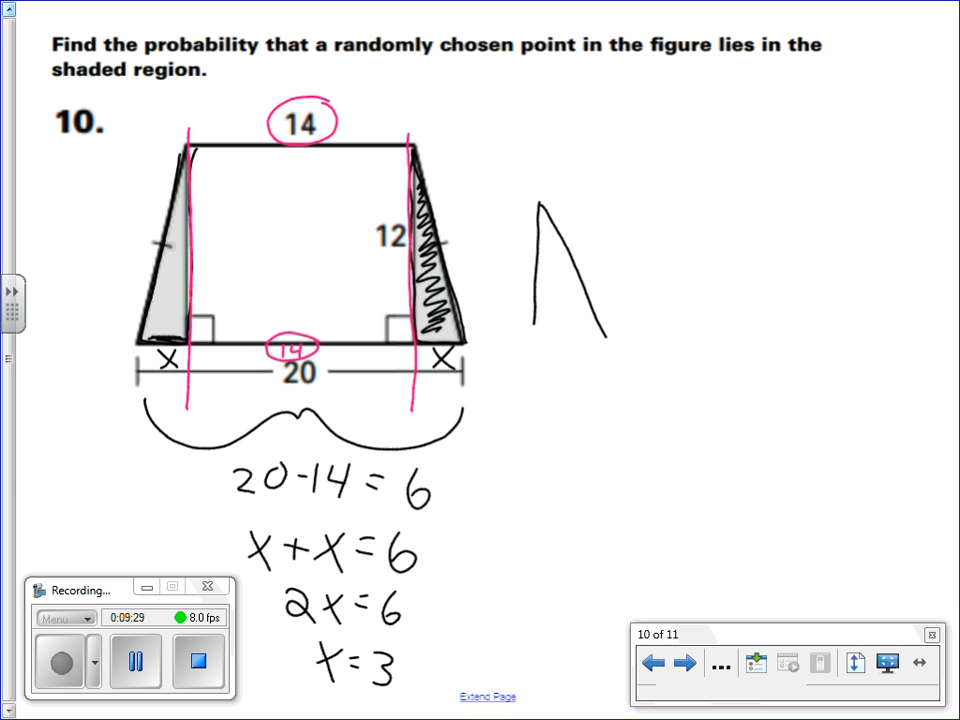 Find the probability that a randomly chosen point in the figure lies in the
shaded region.
10.
14
12
14
x
x
20
20-14=6
x+x=6
2x=6
x=3
Recording...
Menu
0:09:29
8.0 fps
10 of 11
...
Extend Page